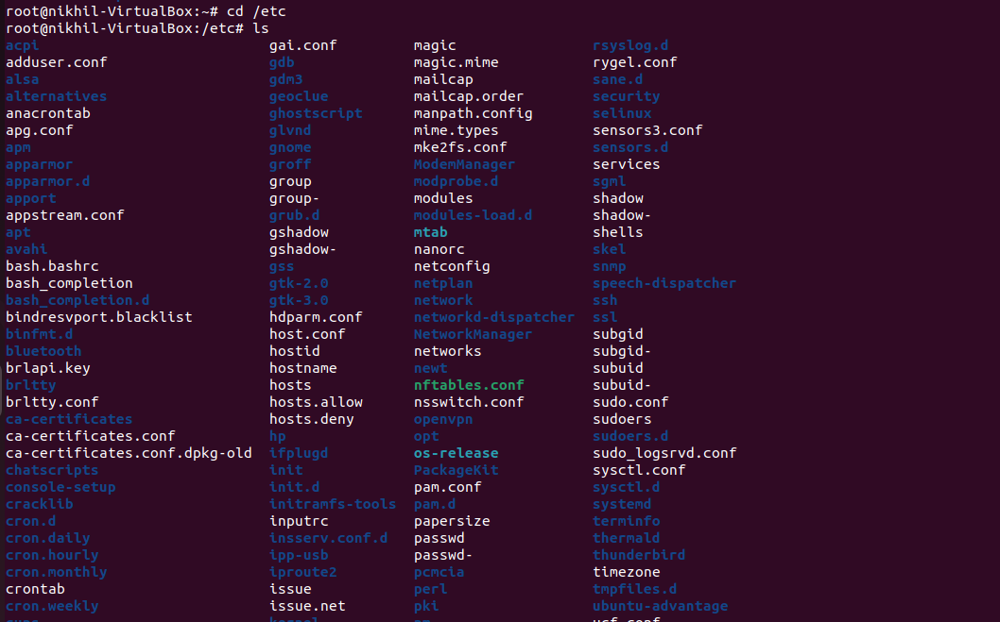 root@nikhil-VirtualBox:~# cd /etc
root@nikhil-VirtualBox:/etc# ls
acpi gai.conf magic rsyslog.d
adduser.conf gdb magic.mime rygel.conf
alsa gdm3 mailcap sane.d
alternatives geoclue mailcap.order security
anacrontab ghostscript manpath.config selinux
apg.conf glvnd mime.types sensors3.conf
apm gnome mke2fs.conf sensors.d
apparmor groff ModemManager services
apparmor.d group modprobe.d sgml
apport group- modules shadow
appstream.conf grub.d modules-load.d shadow-
apt gshadow mtab shells
avahi gshadow- nanorc skel
bash.bashrc gss netconfig snmp
bash_completion gtk-2.0 netplan speech-dispatcher
bash_completion.d gtk-3.0 network ssh
bindresvport.blacklist hdparm.conf networkd-dispatcher ssl
binfmt.d host.conf NetworkManager subgid
bluetooth hostid networks subgid-
brlapi.key hostname newt subuid
brltty hosts nftables.conf subuid-
brltty.conf hosts.allow nsswitch.conf sudo.conf
ca-certificates hosts.deny openvpn sudoers
ca-certificates.conf hp opt sudoers.d
ca-certificates.conf.dpkg-old ifplugd os-release sudo_logsrvd.conf
chatscripts init PackageKit sysctl.conf
console-setup init.d pam.conf sysctl.d
cracklib initramfs-tools pam.d systemd
cron.d inputrc papersize terminfo
cron.daily insserv.conf.d passwd thermald
cron.hourly ipp-usb passwd- thunderbird
cron.monthly iproute2 pcmcia timezone
crontab issue perl tmpfiles.d
cron.weekly issue.net pki ubuntu-advantage